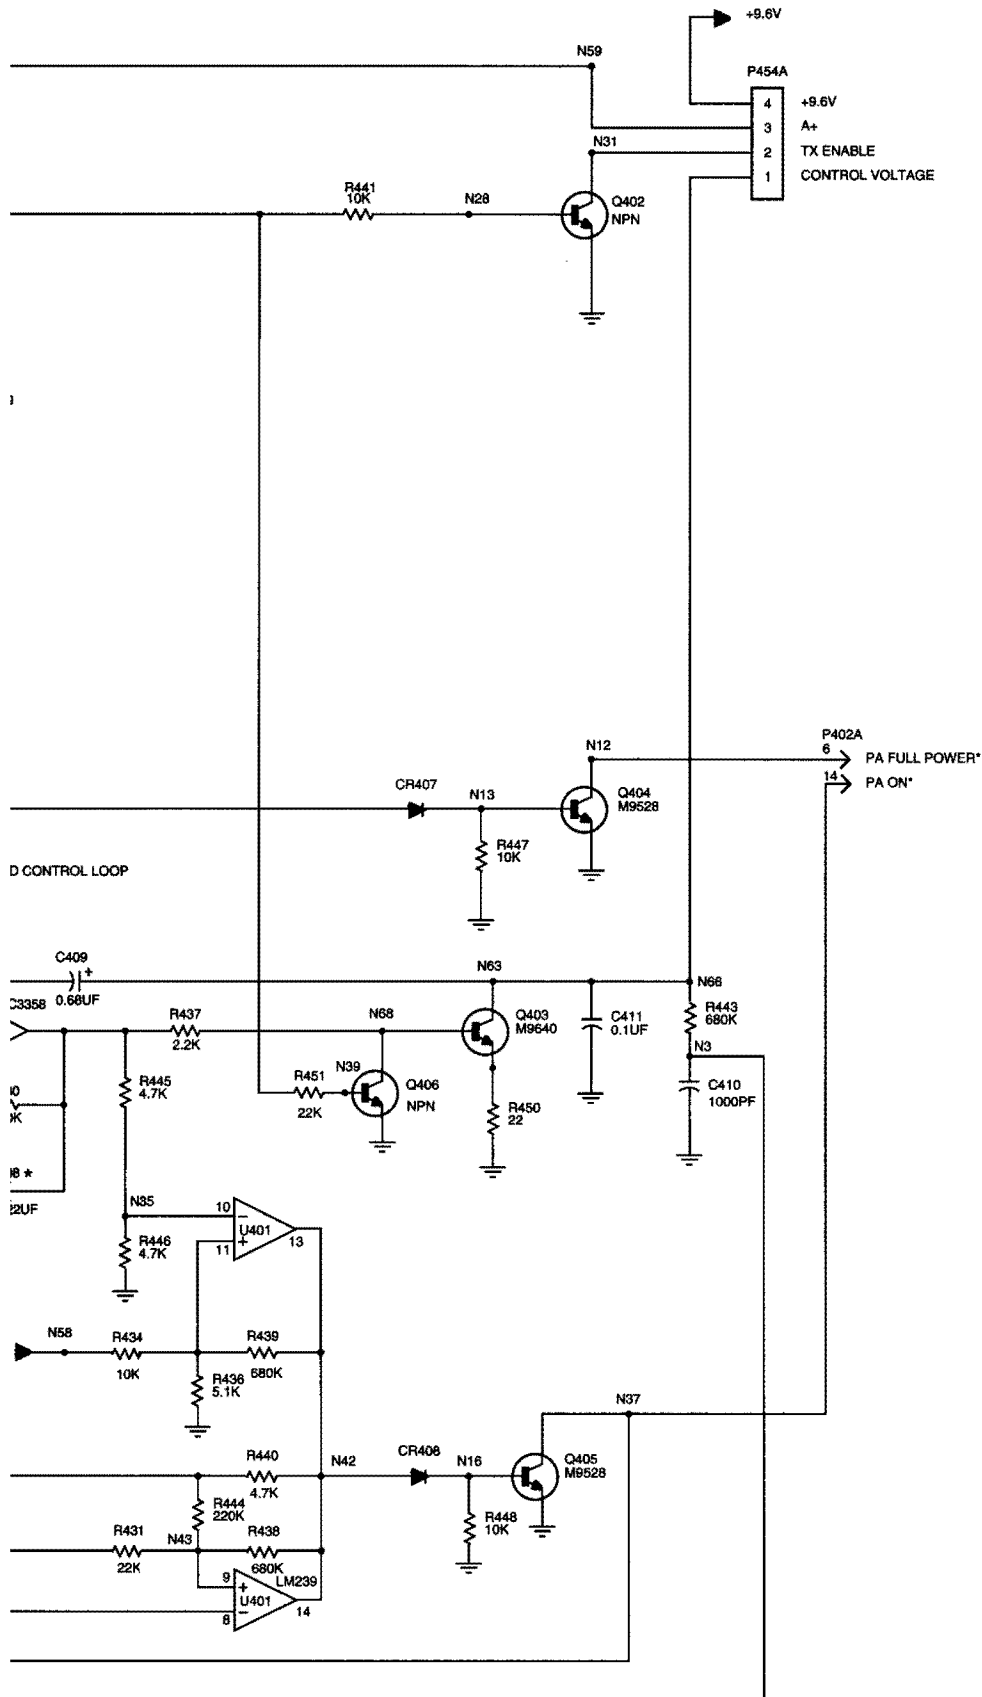 +9.6V
N59
P454A
4 +9.6V
3 A+
N31
2 TX ENABLE
1 CONTROL VOLTAGE
R441
10K
N28
Q402
NPN
P402A
6 PA FULL POWER*
14 PA ON*
N12
CR407
N13
Q404
M9528
R447
10K
D CONTROL LOOP
C409
+
0.68UF
N63
N66
C3358
R437
2.2K
N68
Q403
M9640
C411
0.1UF
R443
680K
N3
R445
4.7K
R451
22K
N39
Q406
NPN
R450
22
C410
1000PF
*
22UF
N35
10 −
U401
11 +
13
R446
4.7K
N58
R434
10K
R439
680K
R436
5.1K
N37
R440
4.7K
N42
CR408
N16
Q405
M9528
R444
220K
R448
10K
R431
22K
N43
R438
680K
LM239
9 +
U401
8 −
14